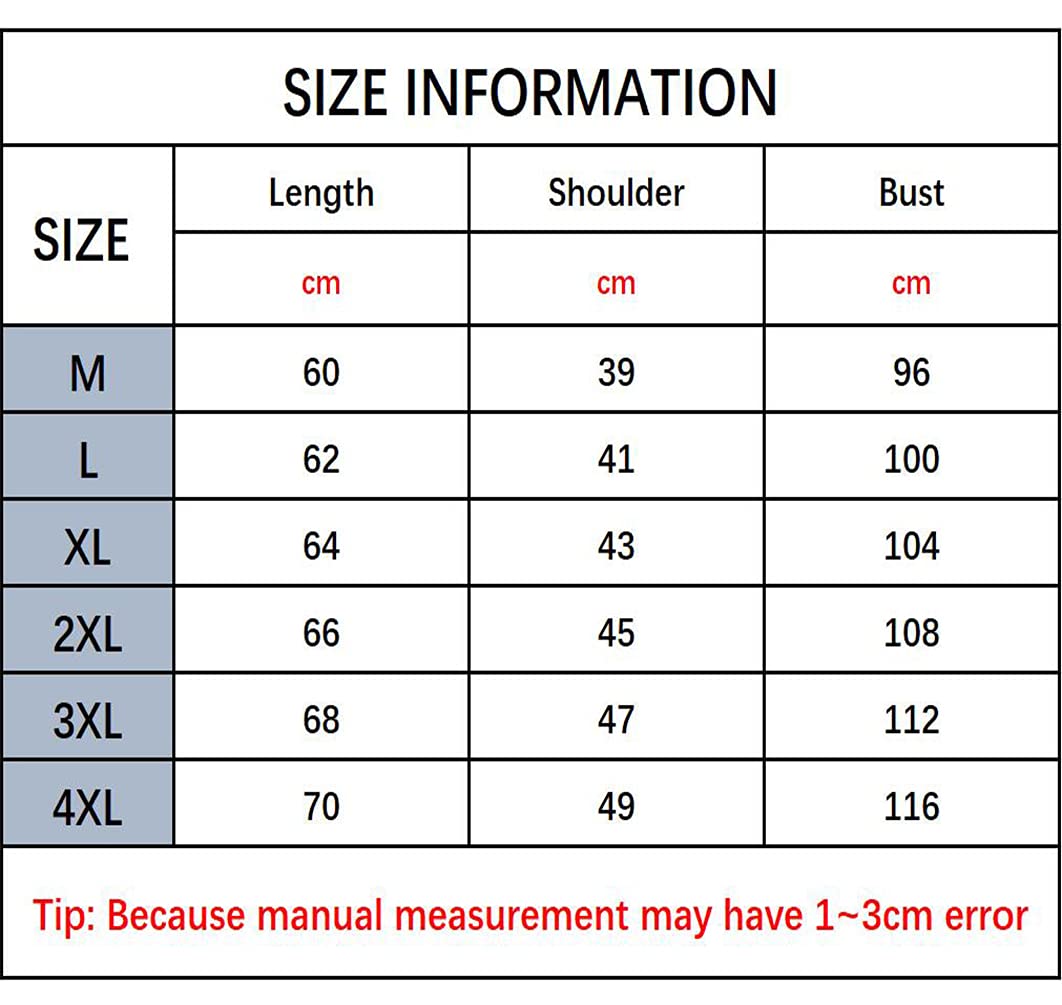 SIZE INFORMATION
SIZE Length Shoulder Bust
cm cm cm
M 60 39 96
L 62 41 100
XL 64 43 104
2XL 66 45 108
3XL 68 47 112
4XL 70 49 116
Tip: Because manual measurement may have 1~3cm error